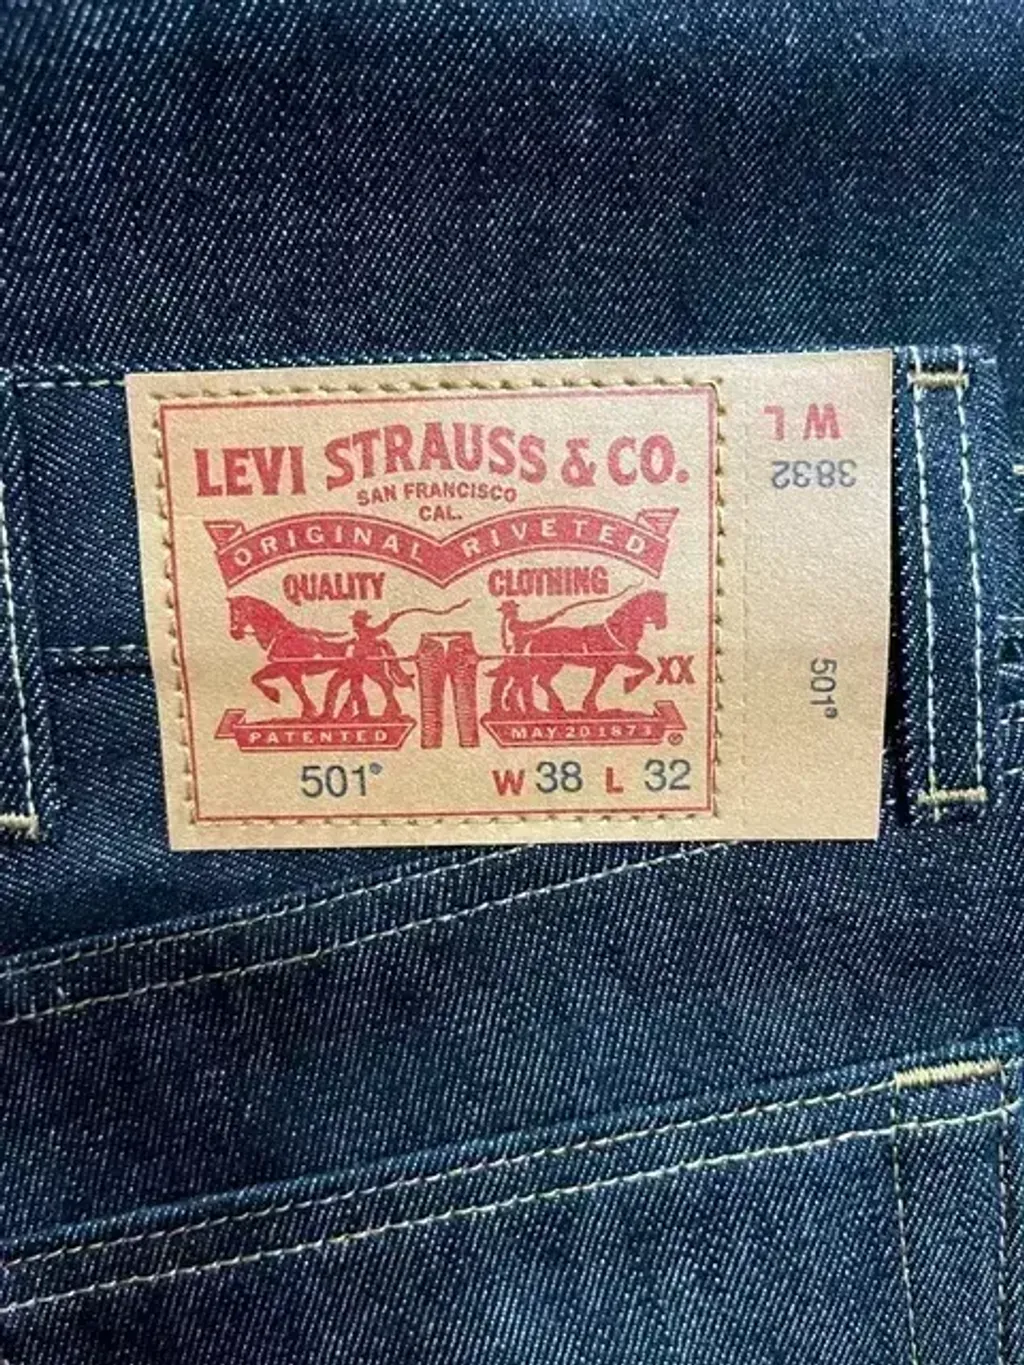 LEVI STRAUSS & CO.
SAN FRANCISCO
CAL.
ORIGINAL RIVETED
QUALITY CLOTHING
XX
PATENTED MAY 20 1873 ®
501® W 38 L 32
W L
3832
501®